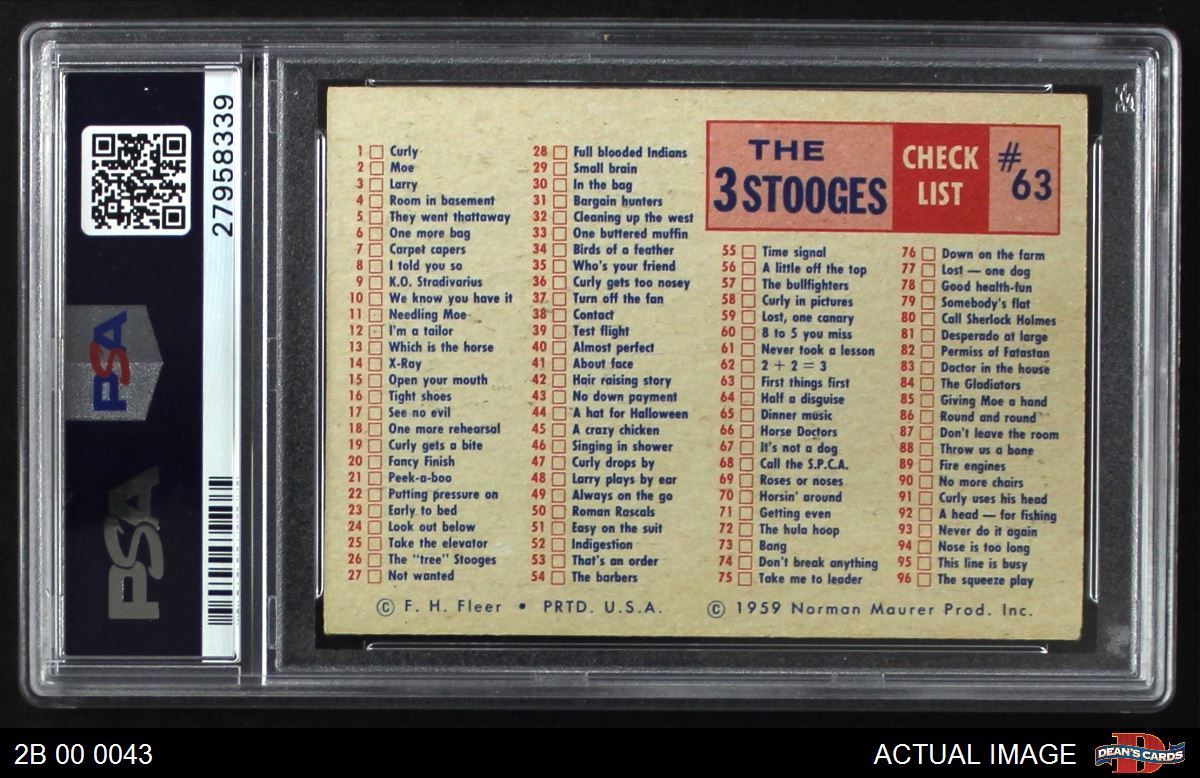 27958339
PSA
PSA
THE
3 STOOGES
CHECK
LIST
#63
1 Curly
2 Moe
3 Larry
4 Room in basement
5 They went thattaway
6 One more bag
7 Carpet capers
8 I told you so
9 K.O. Stradivarius
10 We know you have it
11 Needling Moe
12 I'm a tailor
13 Which is the horse
14 X-Ray
15 Open your mouth
16 Tight shoes
17 See no evil
18 One more rehearsal
19 Curly gets a bite
20 Fancy Finish
21 Peek-a-boo
22 Putting pressure on
23 Early to bed
24 Look out below
25 Take the elevator
26 The "tree" Stooges
27 Not wanted
28 Full blooded Indians
29 Small brain
30 In the bag
31 Bargain hunters
32 Cleaning up the west
33 One buttered muffin
34 Birds of a feather
35 Who's your friend
36 Curly gets too nosey
37 Turn off the fan
38 Contact
39 Test flight
40 Almost perfect
41 About face
42 Hair raising story
43 No down payment
44 A hat for Halloween
45 A crazy chicken
46 Singing in shower
47 Curly drops by
48 Larry plays by ear
49 Always on the go
50 Roman Rascals
51 Easy on the suit
52 Indigestion
53 That's an order
54 The barbers
55 Time signal
56 A little off the top
57 The bullfighters
58 Curly in pictures
59 Lost, one canary
60 8 to 5 you miss
61 Never took a lesson
62 2 + 2 = 3
63 First things first
64 Half a disguise
65 Dinner music
66 Horse Doctors
67 It's not a dog
68 Call the S.P.C.A.
69 Roses or noses
70 Horsin' around
71 Getting even
72 The hula hoop
73 Bang
74 Don't break anything
75 Take me to leader
76 Down on the farm
77 Lost — one dog
78 Good health-fun
79 Somebody's flat
80 Call Sherlock Holmes
81 Desperado at large
82 Permiss of Fatastan
83 Doctor in the house
84 The Gladiators
85 Giving Moe a hand
86 Round and round
87 Don't leave the room
88 Throw us a bone
89 Fire engines
90 No more chairs
91 Curly uses his head
92 A head — for fishing
93 Never do it again
94 Nose is too long
95 This line is busy
96 The squeeze play
© F. H. Fleer • PRTD. U.S.A.
© 1959 Norman Maurer Prod. Inc.
2B 00 0043
ACTUAL IMAGE
DEAN'S CARDS